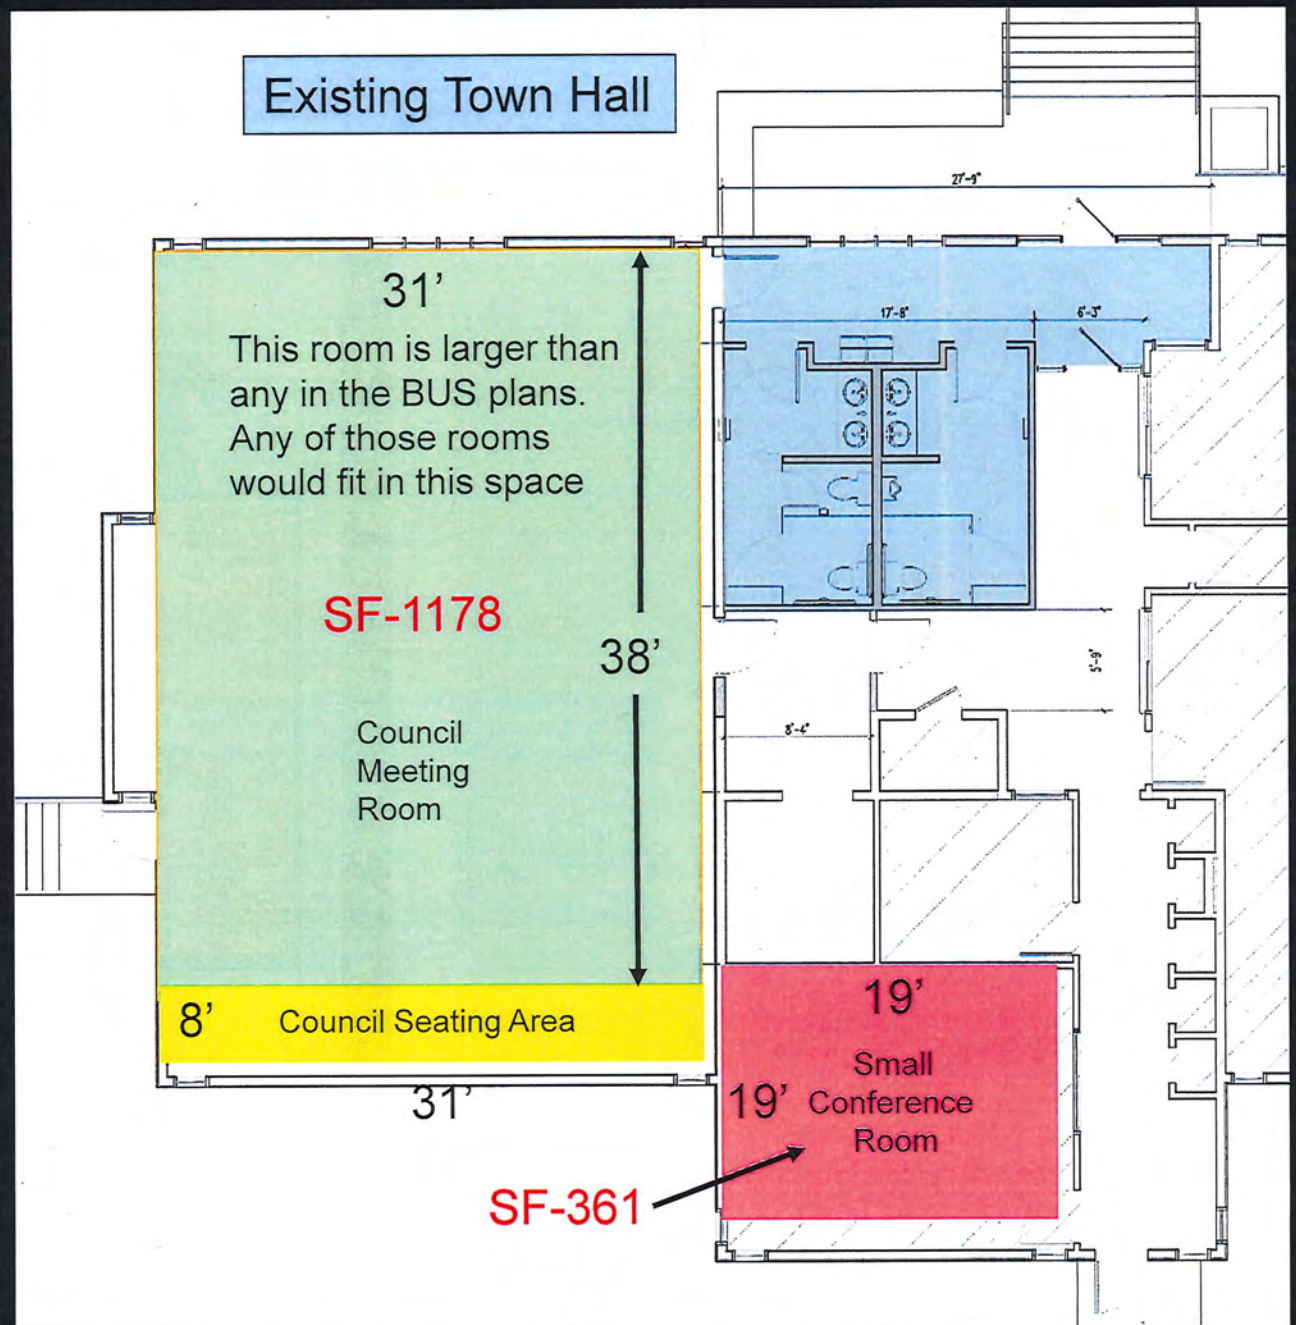 Existing Town Hall
27'-9"
31'
17'-8"
6'-3"
This room is larger than
any in the BUS plans.
Any of those rooms
would fit in this space
SF-1178
38'
5'-9"
Council
Meeting
Room
8'-4"
8'
Council Seating Area
19'
Small
19'
Conference
Room
31'
SF-361